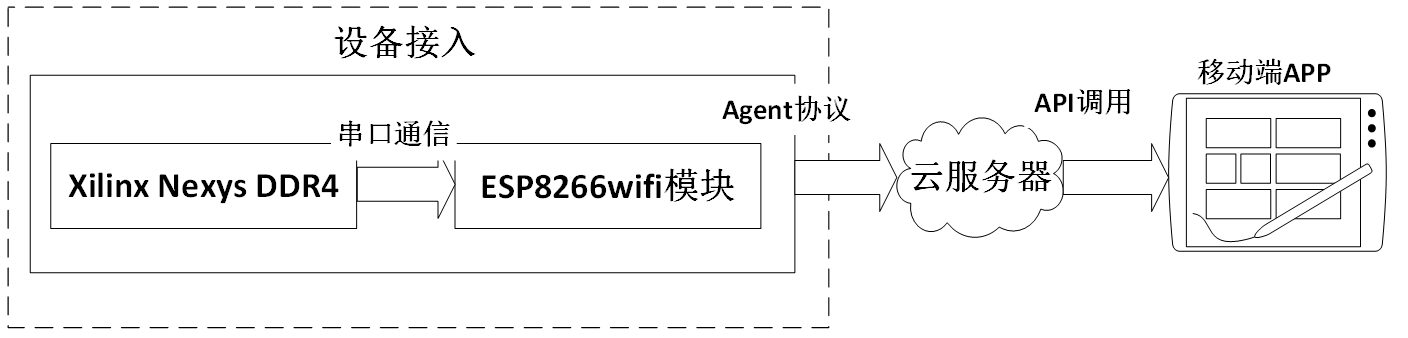 设备接入
串口通信
Xilinx Nexys DDR4
ESP8266wifi模块
Agent协议
云服务器
API调用
移动端APP